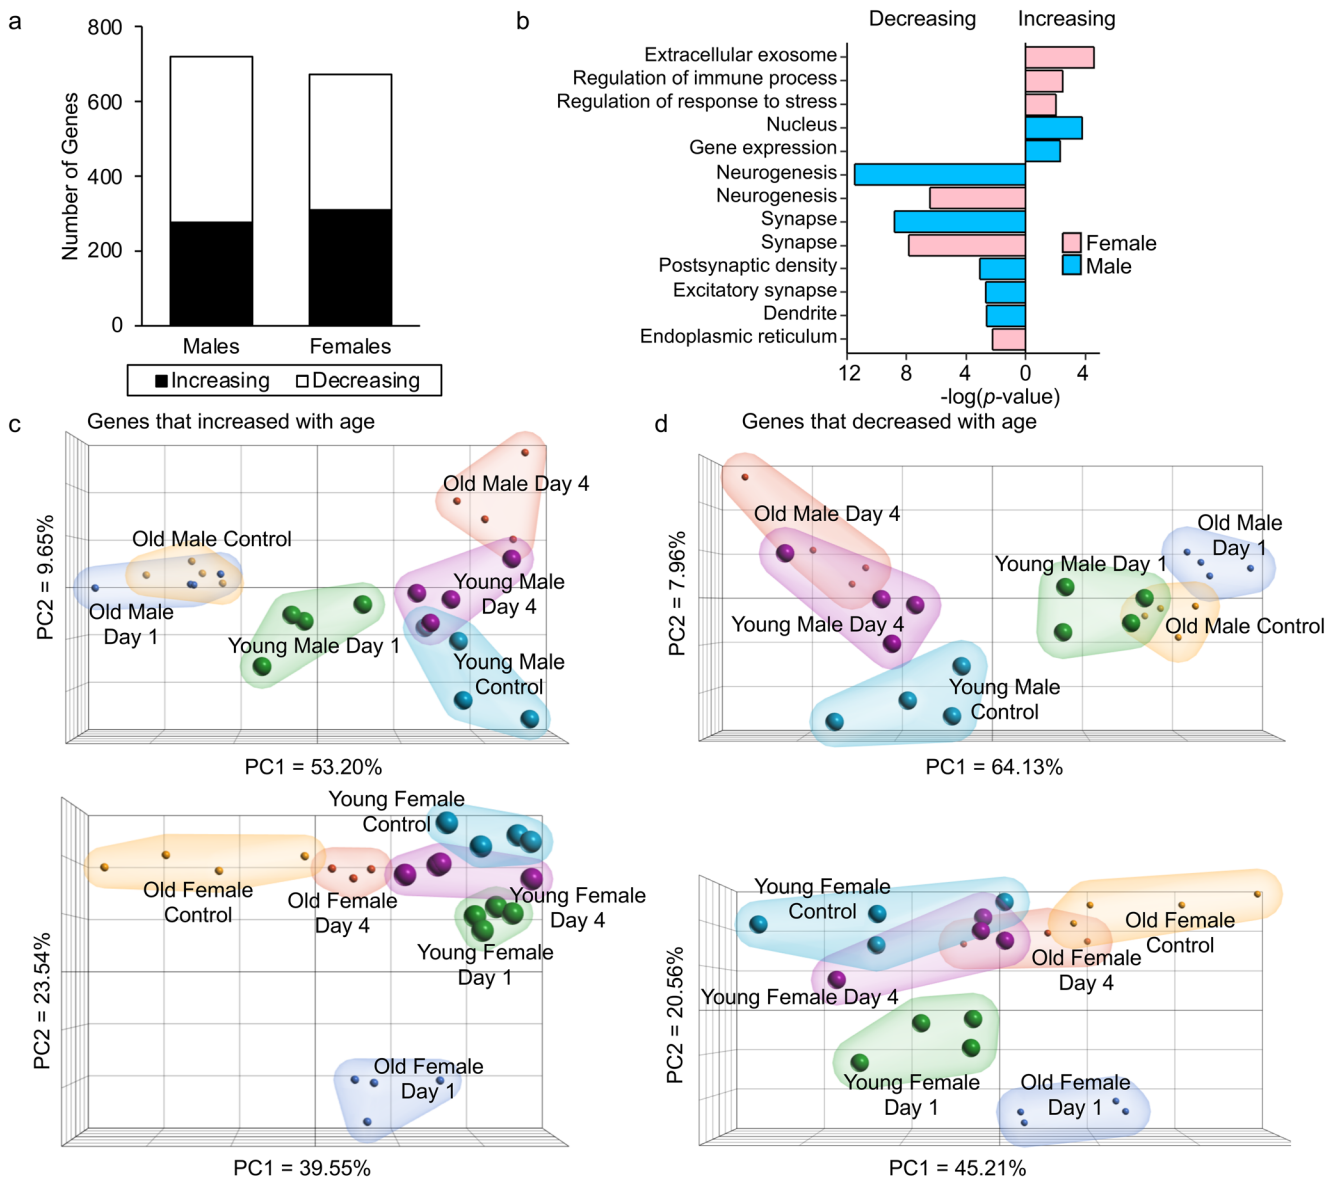 a
800
600
400
200
0
Number of Genes
Males
Females
Increasing
Decreasing
b
Decreasing
Increasing
Extracellular exosome
Regulation of immune process
Regulation of response to stress
Nucleus
Gene expression
Neurogenesis
Neurogenesis
Synapse
Synapse
Postsynaptic density
Excitatory synapse
Dendrite
Endoplasmic reticulum
Female
Male
12
8
4
0
4
-log(p-value)
c
Genes that increased with age
Old Male Day 4
Old Male Control
Old Male
Day 1
Young Male
Day 4
Young Male Day 1
Young Male
Control
PC2 = 9.65%
PC1 = 53.20%
Young Female
Control
Old Female
Control
Old Female
Day 4
Young Female
Day 4
Young Female
Day 1
Old Female
Day 1
PC2 = 23.54%
PC1 = 39.55%
d
Genes that decreased with age
Old Male Day 4
Old Male
Day 1
Young Male Day 1
Young Male Day 4
Old Male Control
Young Male
Control
PC2 = 7.96%
PC1 = 64.13%
Young Female
Control
Old Female
Control
Old Female
Day 4
Young Female Day 4
Young Female
Day 1
Old Female
Day 1
PC2 = 20.56%
PC1 = 45.21%